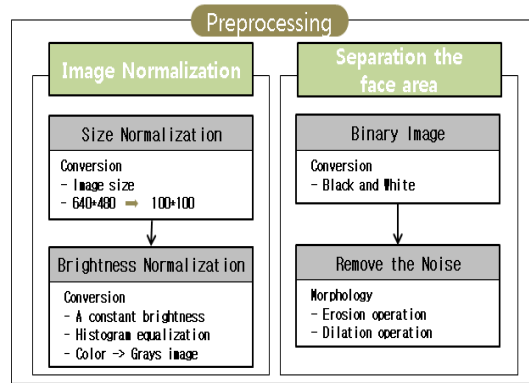 Preprocessing
Image Normalization
Size Normalization
Conversion
- Image size
- 640*480 ➡ 100*100
Brightness Normalization
Conversion
- A constant brightness
- Histogram equalization
- Color -> Grays image
Separation the
face area
Binary Image
Conversion
- Black and White
Remove the Noise
Morphology
- Erosion operation
- Dilation operation